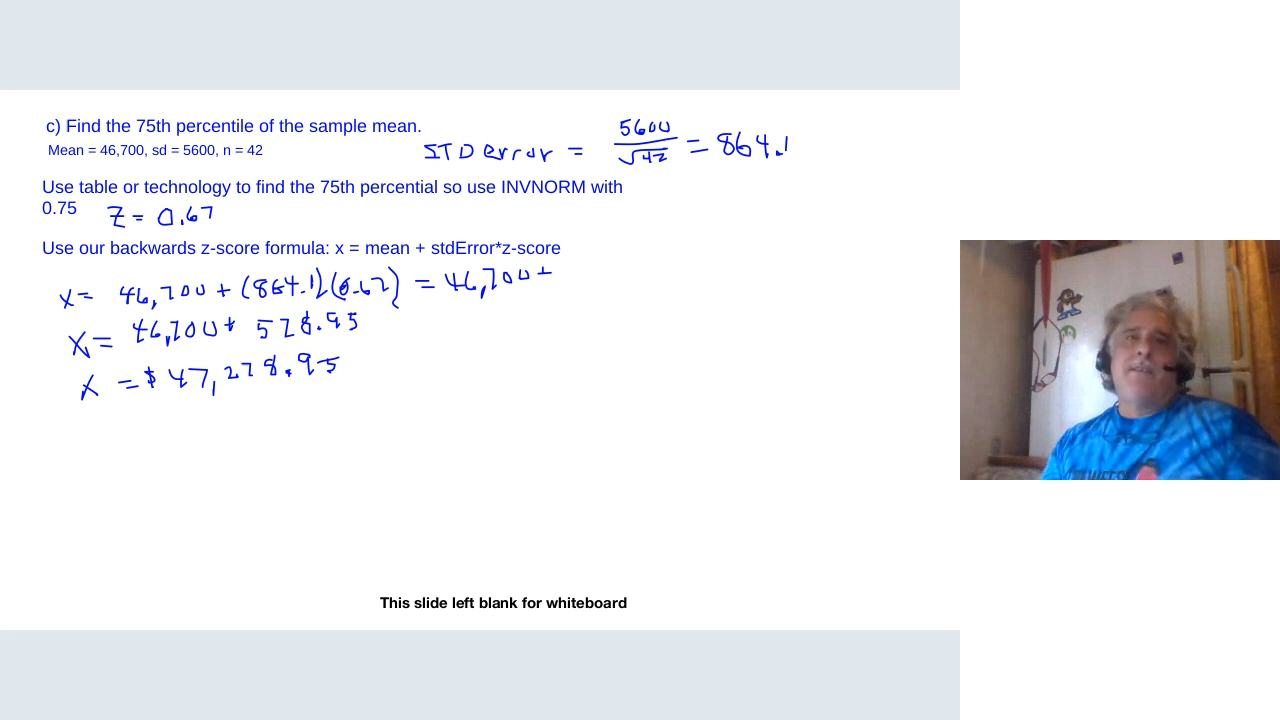 c) Find the 75th percentile of the sample mean.
Mean = 46,700, sd = 5600, n = 42
STD error = 5600/√42 = 864.1
Use table or technology to find the 75th percential so use INVNORM with
0.75 Z = 0.67
Use our backwards z-score formula: x = mean + stdError*z-score
x = 46,700 + (864.1)(0.67) = 46,700 +
x = 46,700 + 578.95
x = $47,278.95
This slide left blank for whiteboard